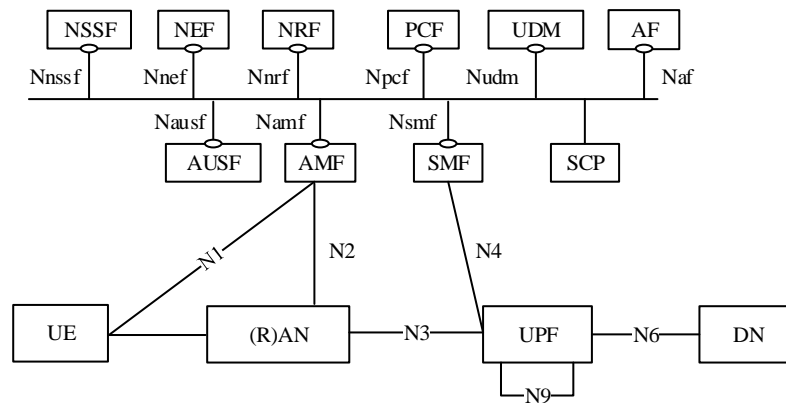 NSSF NEF NRF PCF UDM AF
Nnssf Nnef Nnrf Npcf Nudm Naf
Nausf Namf Nsmf
AUSF AMF SMF SCP
N1 N2 N4
UE (R)AN N3 UPF N6 DN
N9